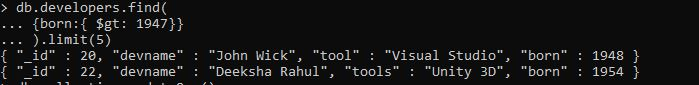 > db.developers.find(
... {born:{ $gt: 1947}}
... ).limit(5)
{ "_id" : 20, "devname" : "John Wick", "tool" : "Visual Studio", "born" : 1948 }
{ "_id" : 22, "devname" : "Deeksha Rahul", "tools" : "Unity 3D", "born" : 1954 }